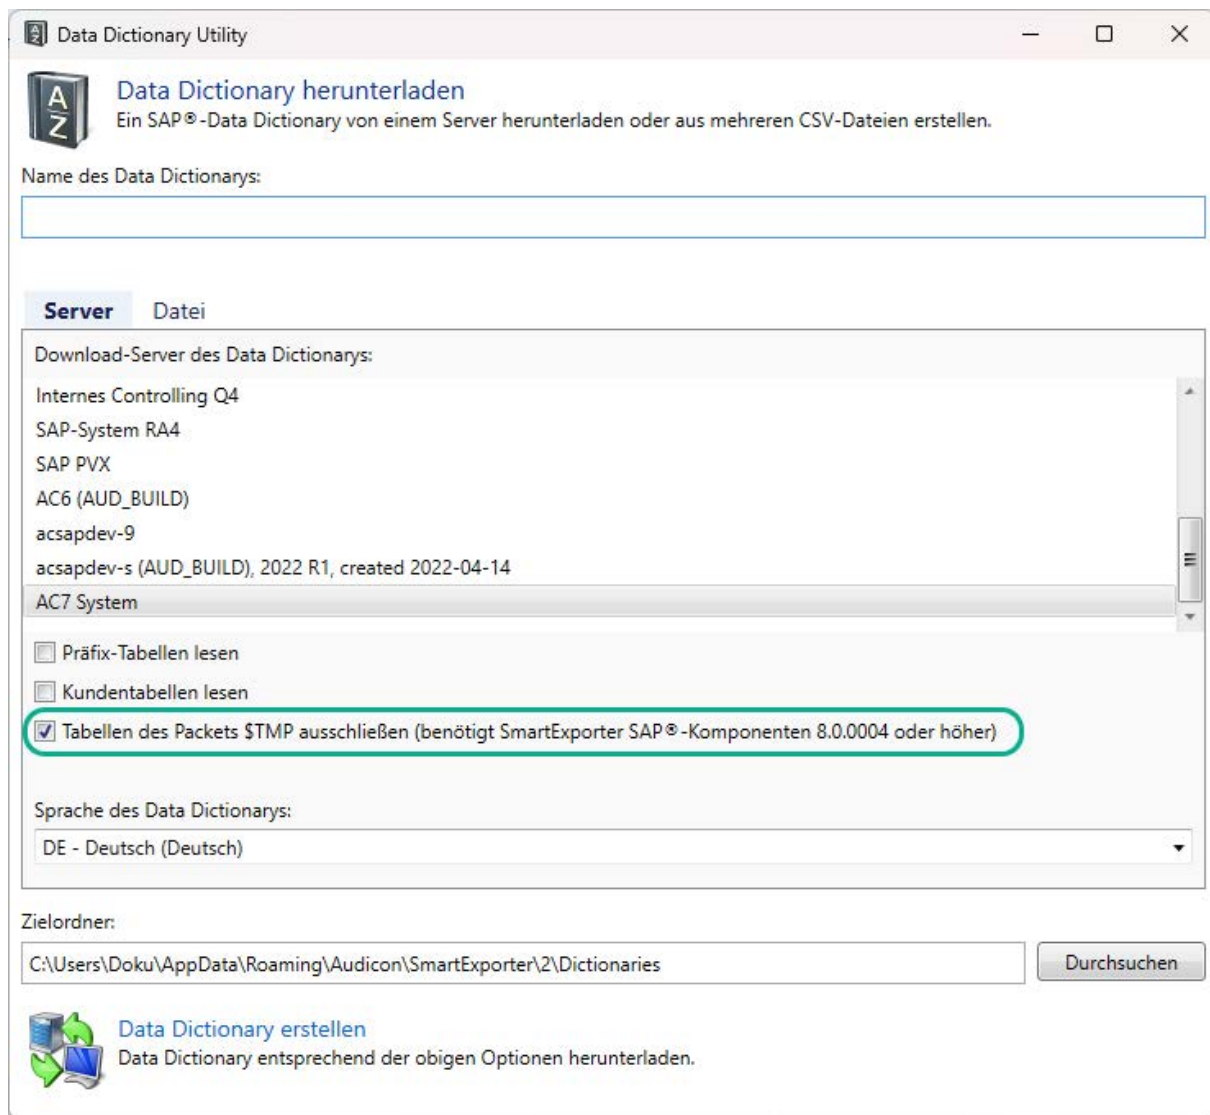 Data Dictionary Utility
Data Dictionary herunterladen
Ein SAP®-Data Dictionary von einem Server herunterladen oder aus mehreren CSV-Dateien erstellen.
Name des Data Dictionarys:
Server Datei
Download-Server des Data Dictionarys:
Internes Controlling Q4
SAP-System RA4
SAP PVX
AC6 (AUD_BUILD)
acsapdev-9
acsapdev-s (AUD_BUILD), 2022 R1, created 2022-04-14
AC7 System
Präfix-Tabellen lesen
Kundentabellen lesen
Tabellen des Packets $TMP ausschließen (benötigt SmartExporter SAP®-Komponenten 8.0.0004 oder höher)
Sprache des Data Dictionarys:
DE - Deutsch (Deutsch)
Zielordner:
C:\Users\Doku\AppData\Roaming\Audicon\SmartExporter\2\Dictionaries Durchsuchen
Data Dictionary erstellen
Data Dictionary entsprechend der obigen Optionen herunterladen.